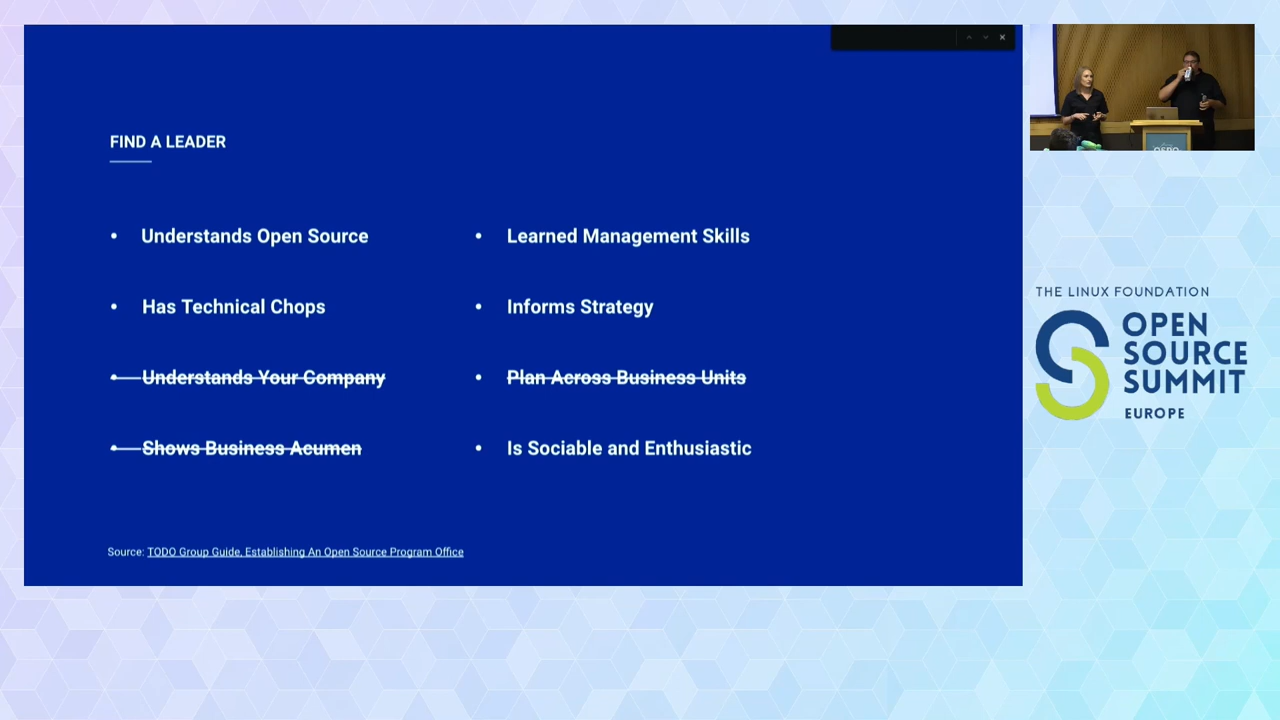 FIND A LEADER
Understands Open Source
Has Technical Chops
Understands Your Company
Shows Business Acumen
Learned Management Skills
Informs Strategy
Plan Across Business Units
Is Sociable and Enthusiastic
Source: TODO Group Guide, Establishing An Open Source Program Office
THE LINUX FOUNDATION
OPEN
SOURCE
SUMMIT
EUROPE